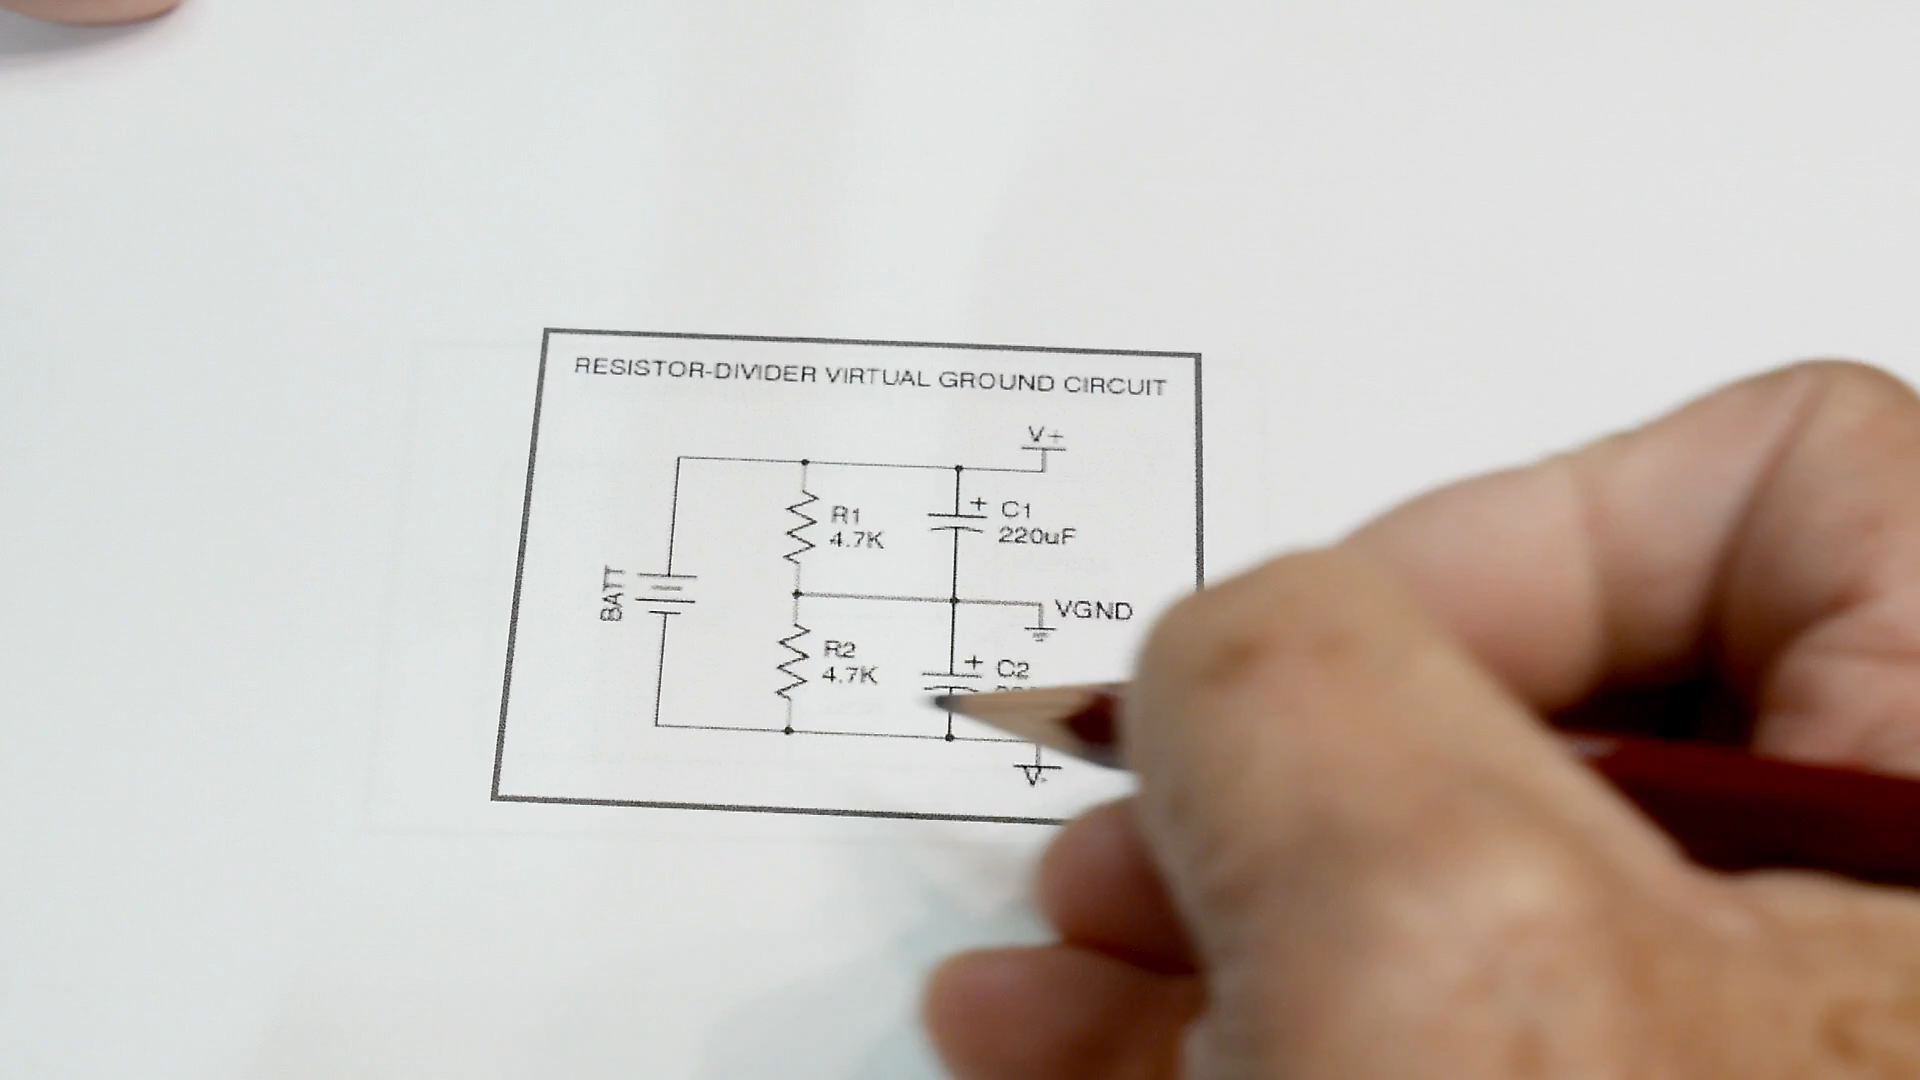 RESISTOR-DIVIDER VIRTUAL GROUND CIRCUIT
V+
+ C1
220uF
R1
4.7K
BATT
VGND
R2
4.7K
+ C2
V-